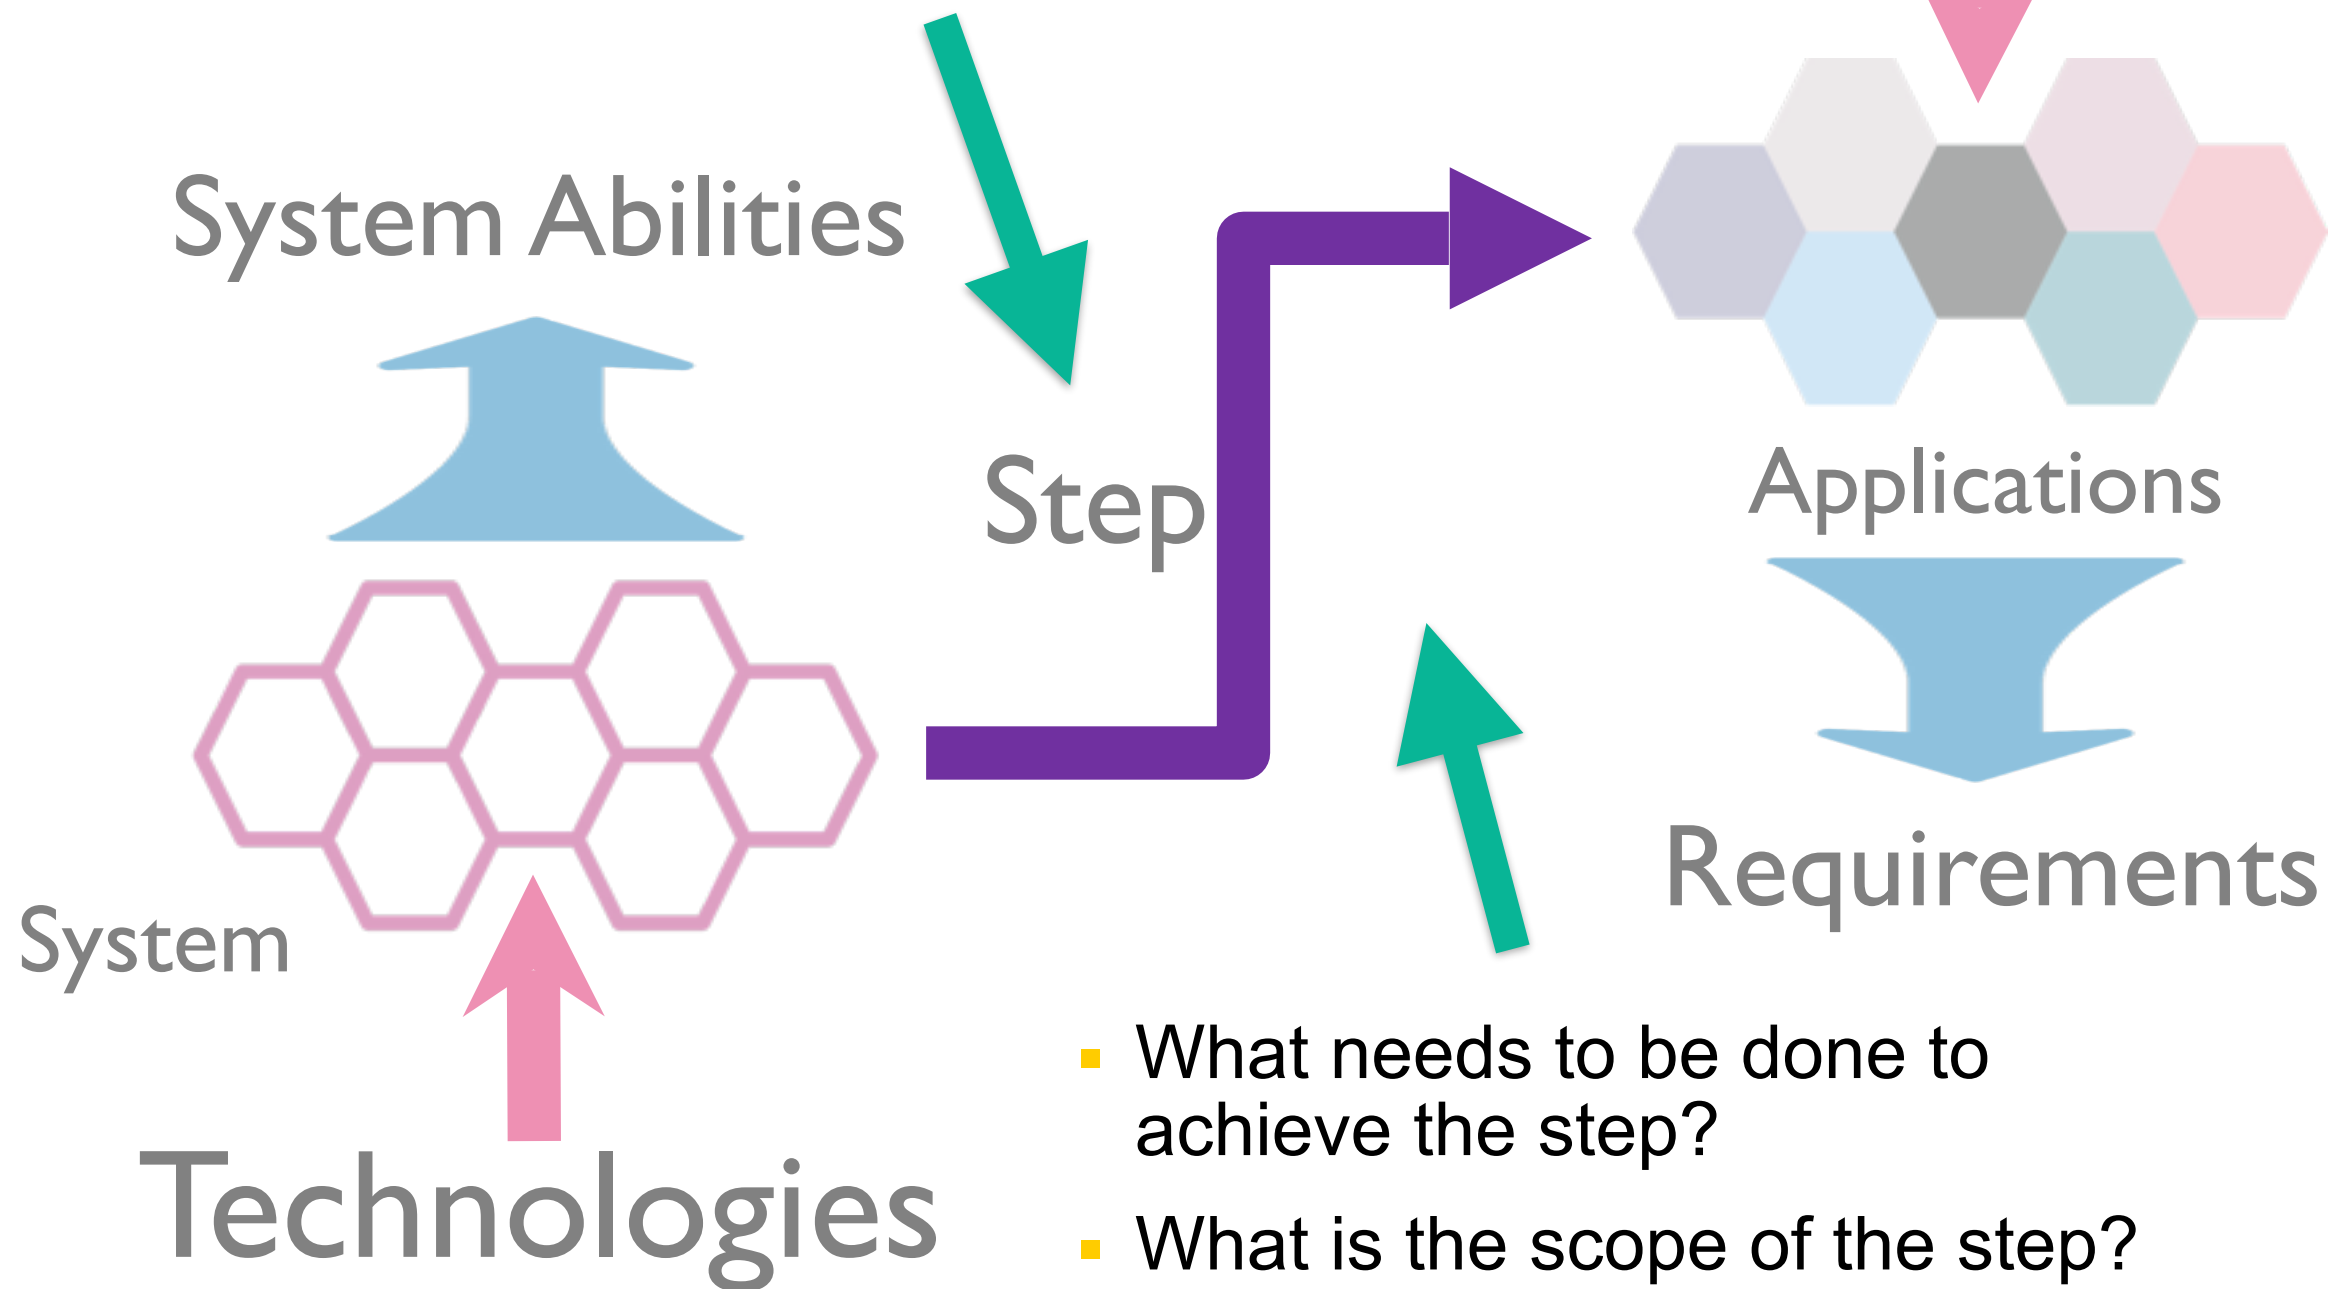 System Abilities
Step
Applications
Requirements
System
Technologies
What needs to be done to
achieve the step?
What is the scope of the step?